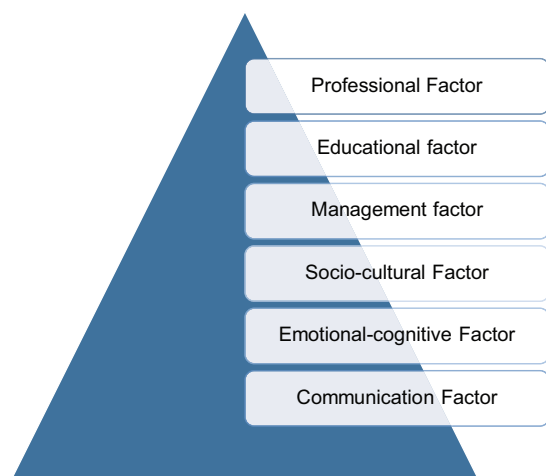 Professional Factor
Educational factor
Management factor
Socio-cultural Factor
Emotional-cognitive Factor
Communication Factor